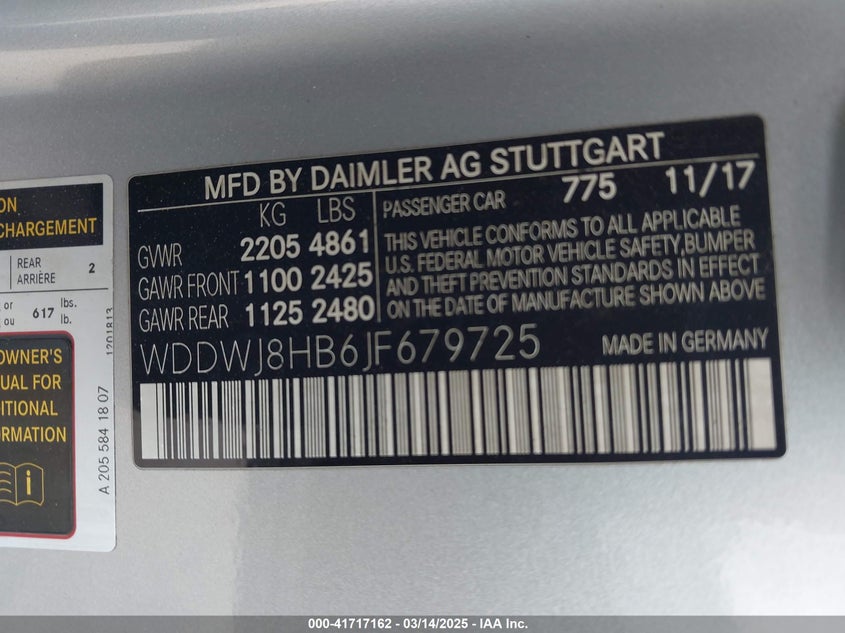 MFD BY DAIMLER AG STUTTGART
KG LBS
GVWR 2205 4861
GAWR FRONT 1100 2425
GAWR REAR 1125 2480
PASSENGER CAR 775 11/17
THIS VEHICLE CONFORMS TO ALL APPLICABLE
U.S. FEDERAL MOTOR VEHICLE SAFETY, BUMPER
AND THEFT PREVENTION STANDARDS IN EFFECT
ON THE DATE OF MANUFACTURE SHOWN ABOVE
WDDWJ8HB6JF679725 MADE IN GERMANY
ON
CHARGEMENT
REAR 2
ARRIÈRE
or 617 lbs.
ou lb.
1201813
OWNER'S
UAL FOR
DITIONAL
ORMATION
A 205 584 18 07
000-41717162 / 03/14/2025 - IAA Inc.